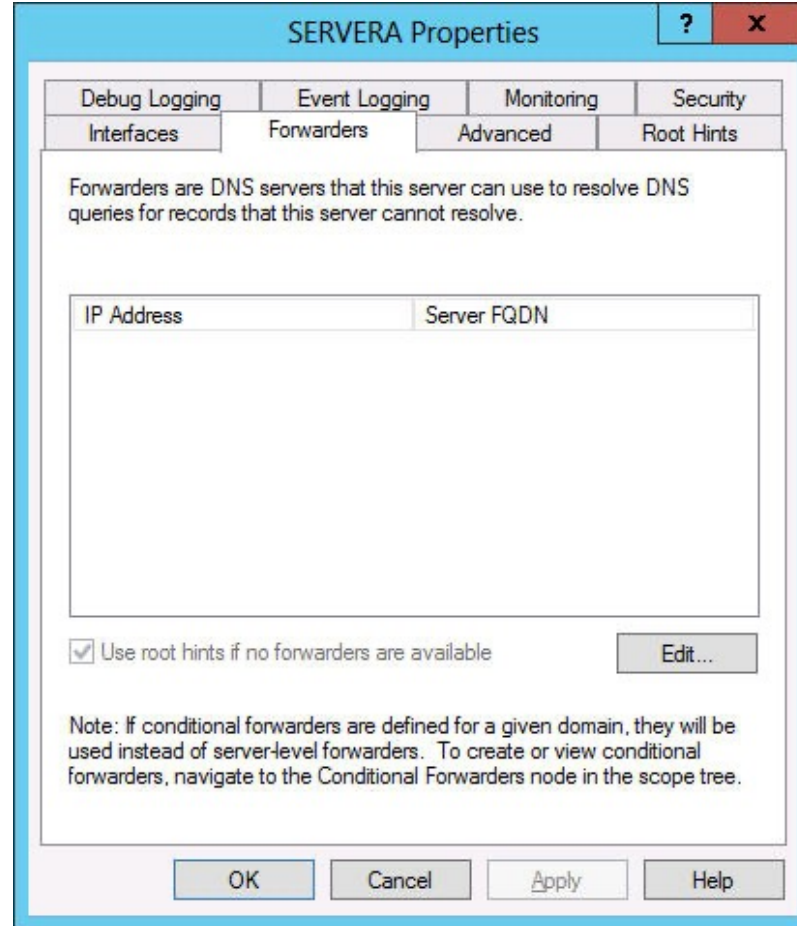 SERVERA Properties
? x
Debug Logging Event Logging Monitoring Security
Interfaces Forwarders Advanced Root Hints
Forwarders are DNS servers that this server can use to resolve DNS
queries for records that this server cannot resolve.
IP Address Server FQDN
Use root hints if no forwarders are available Edit...
Note: If conditional forwarders are defined for a given domain, they will be
used instead of server-level forwarders. To create or view conditional
forwarders, navigate to the Conditional Forwarders node in the scope tree.
OK Cancel Apply Help